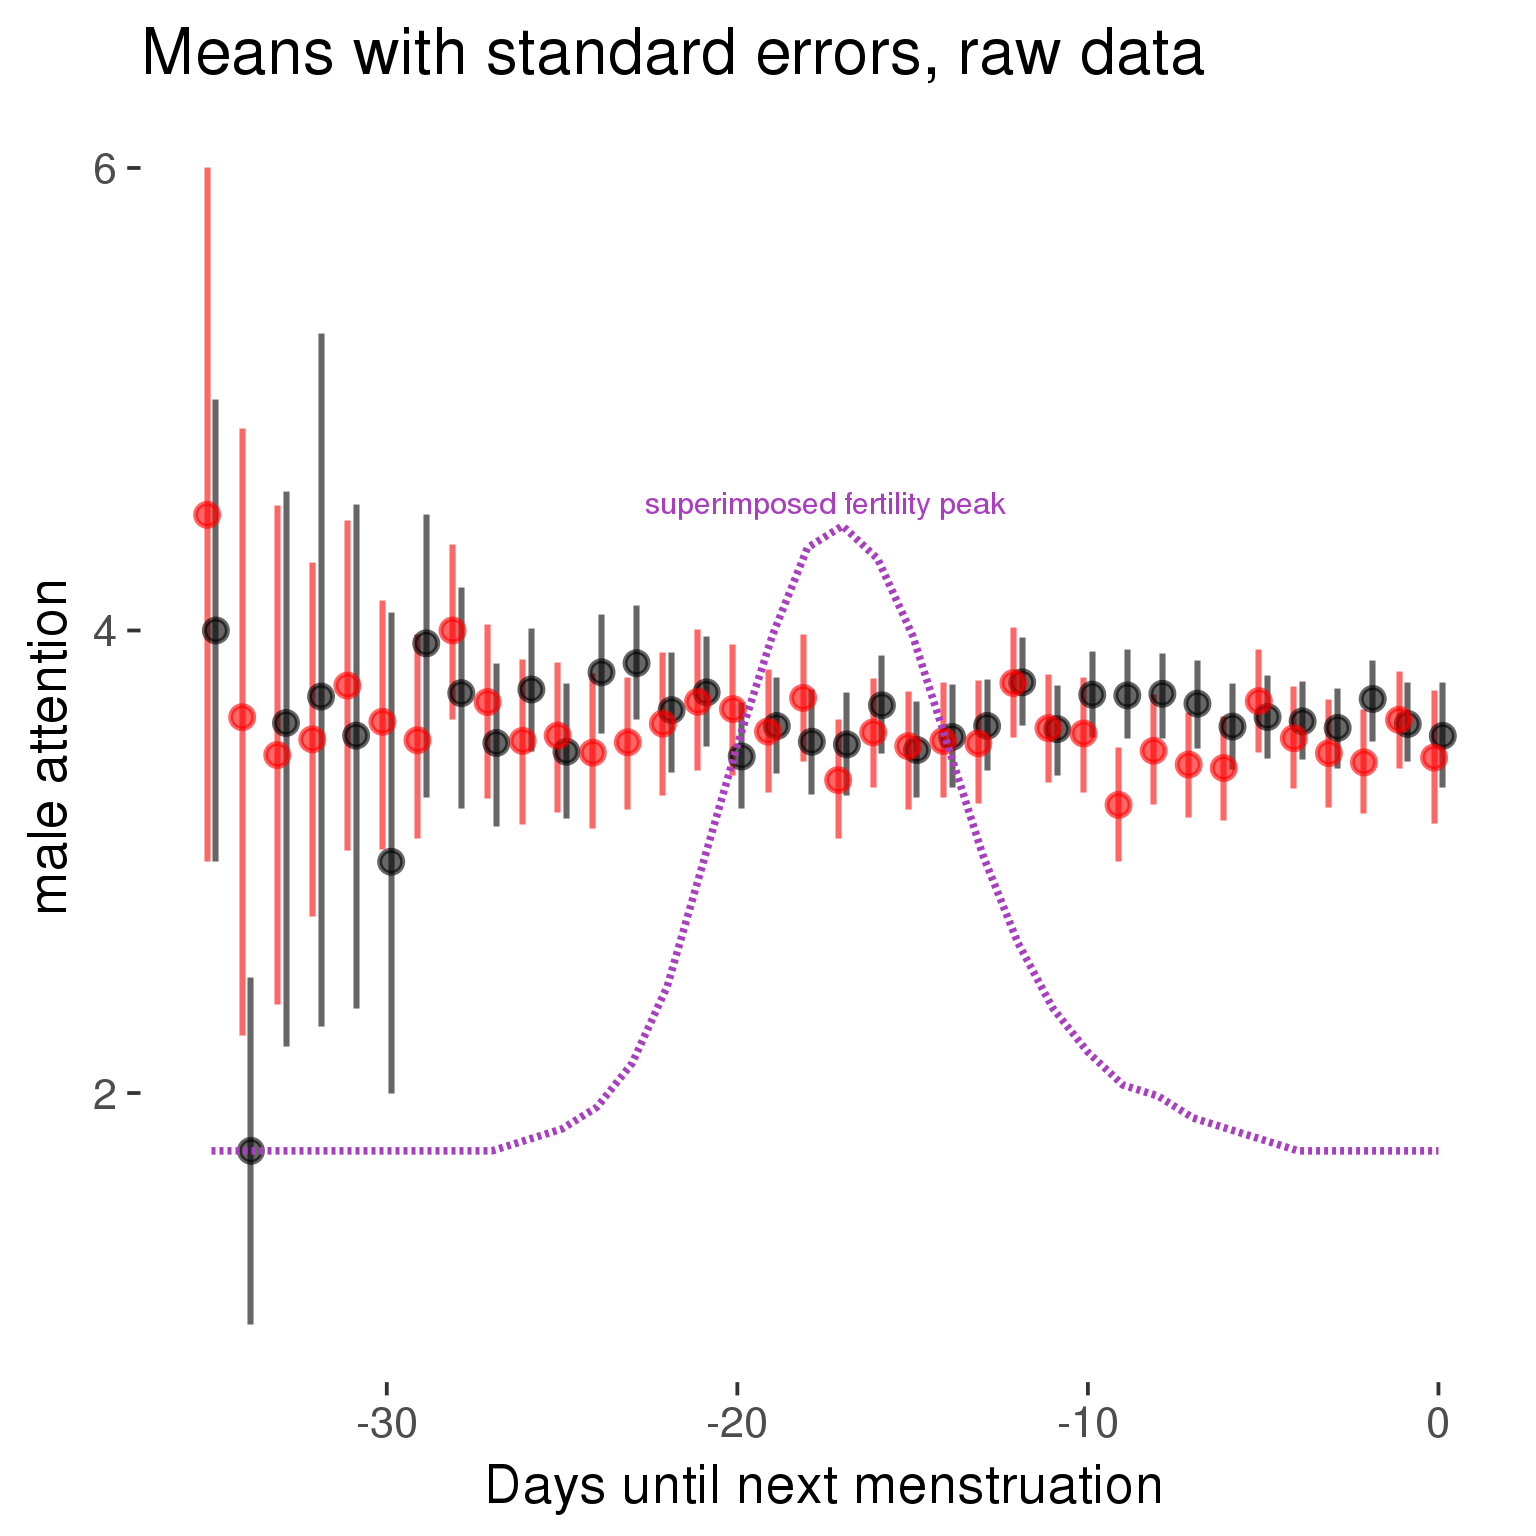 Means with standard errors, raw data
6
4
2
male attention
superimposed fertility peak
-30
-20
-10
0
Days until next menstruation